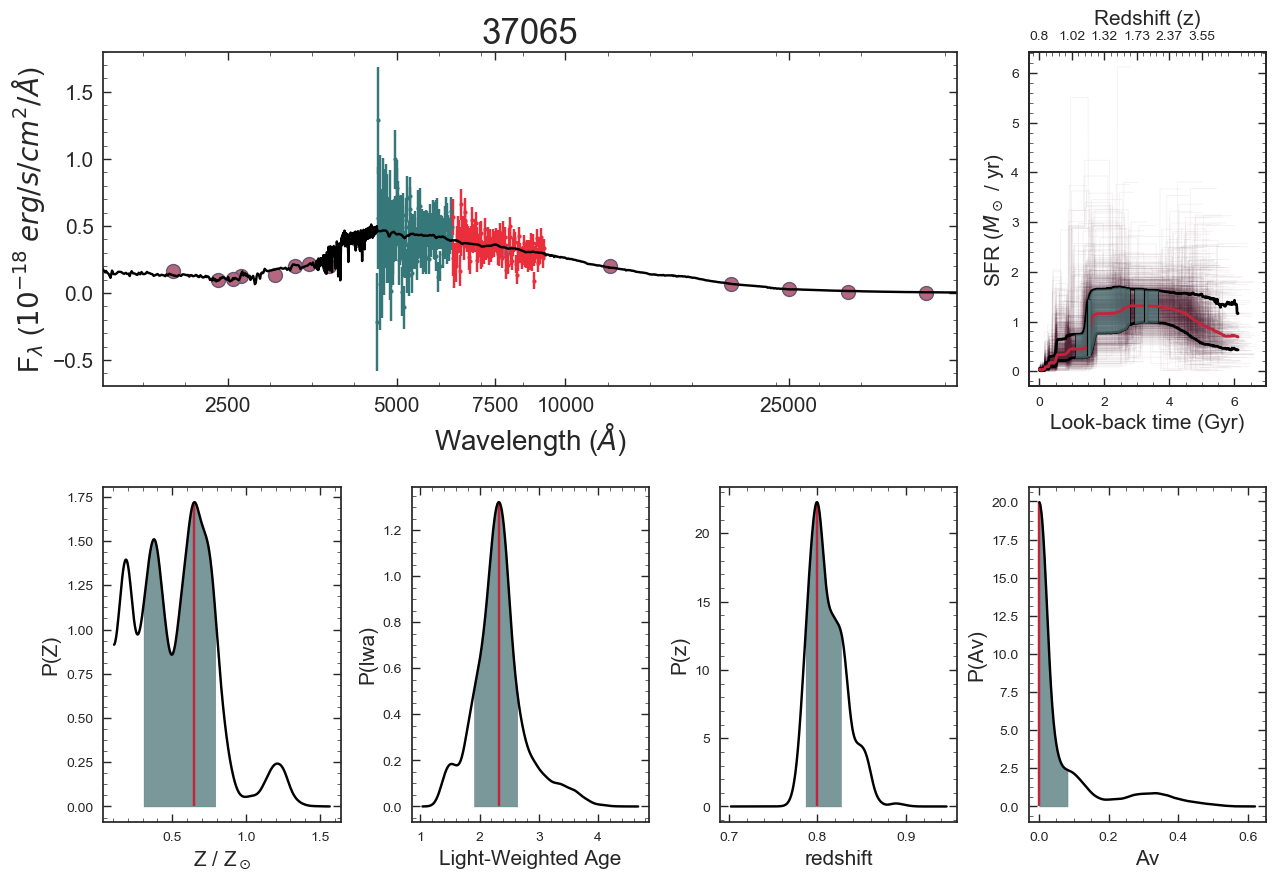 37065
F_λ (10^−18 erg/s/cm^2/Å)
1.5
1.0
0.5
0.0
−0.5
2500 5000 7500 10000 25000
Wavelength (Å)
Redshift (z)
0.8 1.02 1.32 1.73 2.37 3.55
SFR (M_⊙ / yr)
6
5
4
3
2
1
0
0 2 4 6
Look-back time (Gyr)
P(Z)
1.75
1.50
1.25
1.00
0.75
0.50
0.25
0.00
0.5 1.0 1.5
Z / Z_⊙
P(lwa)
1.2
1.0
0.8
0.6
0.4
0.2
0.0
1 2 3 4
Light-Weighted Age
P(z)
20
15
10
5
0
0.7 0.8 0.9
redshift
P(Av)
20.0
17.5
15.0
12.5
10.0
7.5
5.0
2.5
0.0
0.0 0.2 0.4 0.6
Av